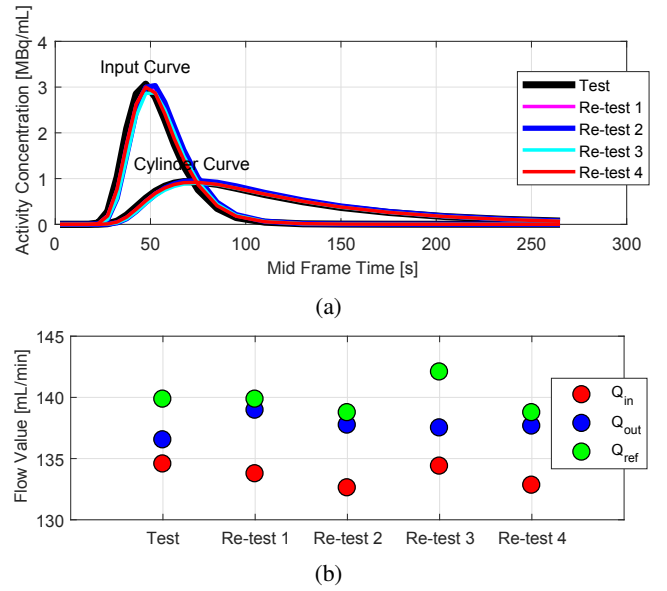 Activity Concentration [MBq/mL]
4
3
2
1
0
Input Curve
Cylinder Curve
Test
Re-test 1
Re-test 2
Re-test 3
Re-test 4
0 50 100 150 200 250 300
Mid Frame Time [s]
(a)
Flow Value [mL/min]
145
140
135
130
Q_in
Q_out
Q_ref
Test Re-test 1 Re-test 2 Re-test 3 Re-test 4
(b)